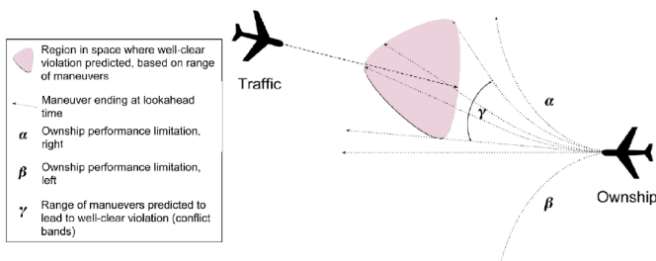 Region in space where well-clear
violation predicted, based on range
of maneuvers
Maneuver ending at lookahead
time
α Ownship performance limitation,
right
β Ownship performance limitation,
left
γ Range of manuevers predicted to
lead to well-clear violation (conflict
bands)
Traffic
α
γ
Ownship
β